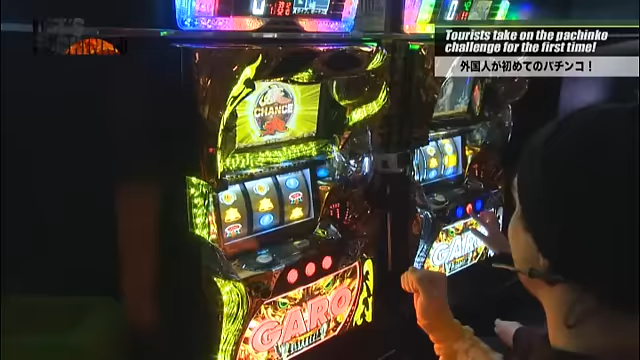 Tourists take on the pachinko
challenge for the first time!
外国人が初めてのパチンコ！
CHANCE
GARO
GARO